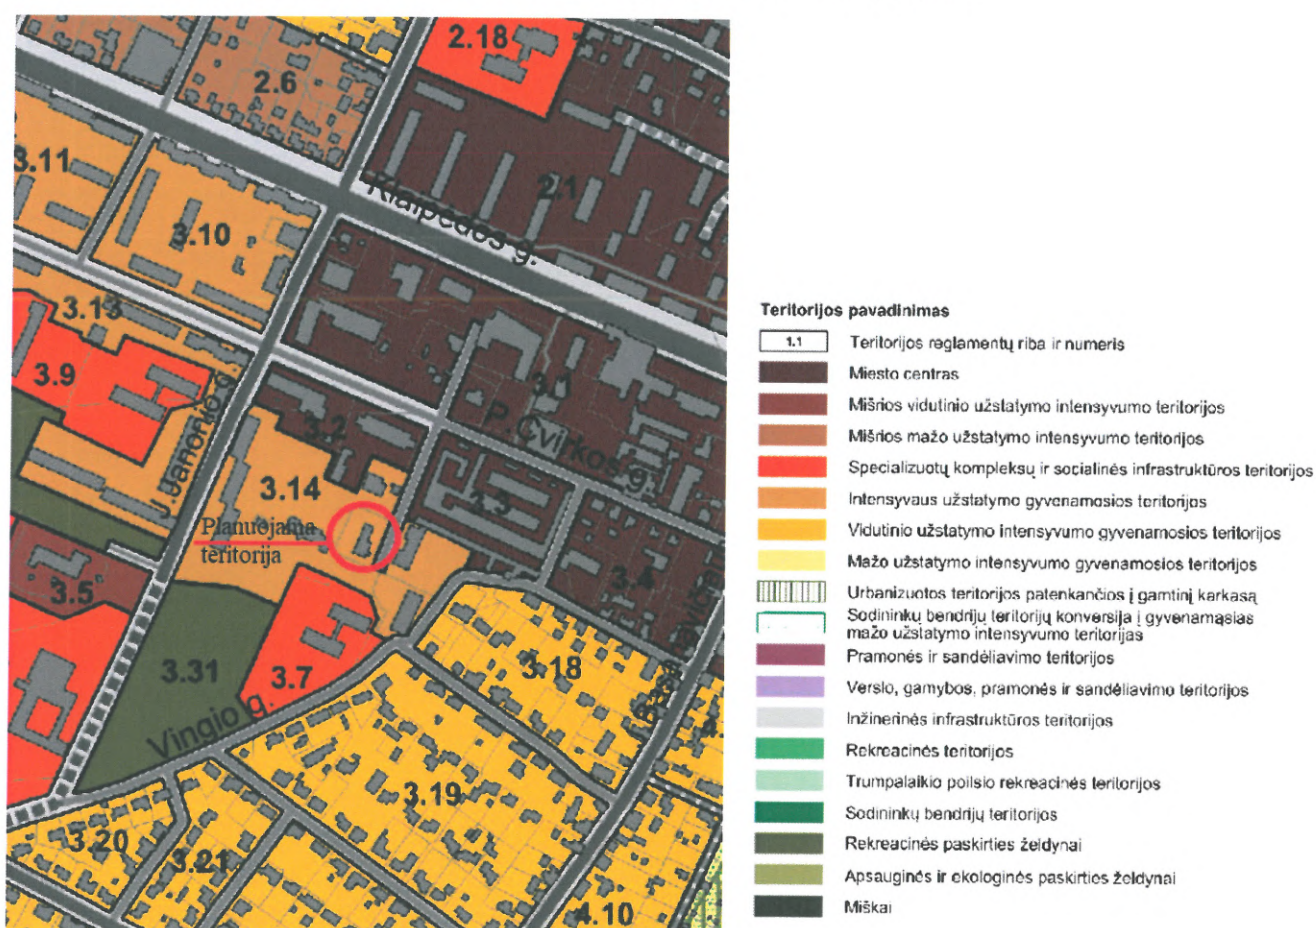 2.18
2.6
3.11
2.1
Klaipėdos g.
3.10
3.13
3.9
3.1
3.2
P. Cvirkos g.
J. Janonio g.
3.14
3.3
Planuojama
teritorija
3.4
3.5
3.7
3.18
3.31
Vingio g.
3.19
3.20
3.21
4.10
Teritorijos pavadinimas
1.1 Teritorijos reglamentų riba ir numeris
Miesto centras
Mišrios vidutinio užstatymo intensyvumo teritorijos
Mišrios mažo užstatymo intensyvumo teritorijos
Specializuotų kompleksų ir socialinės infrastruktūros teritorijos
Intensyvaus užstatymo gyvenamosios teritorijos
Vidutinio užstatymo intensyvumo gyvenamosios teritorijos
Mažo užstatymo intensyvumo gyvenamosios teritorijos
Urbanizuotos teritorijos patenkančios į gamtinį karkasą
Sodininkų bendrijų teritorijų konversija į gyvenamąsias
mažo užstatymo intensyvumo teritorijas
Pramonės ir sandėliavimo teritorijos
Verslo, gamybos, pramonės ir sandėliavimo teritorijos
Inžinerinės infrastruktūros teritorijos
Rekreacinės teritorijos
Trumpalaikio poilsio rekreacinės teritorijos
Sodininkų bendrijų teritorijos
Rekreacinės paskirties želdynai
Apsauginės ir ekologinės paskirties želdynai
Miškai